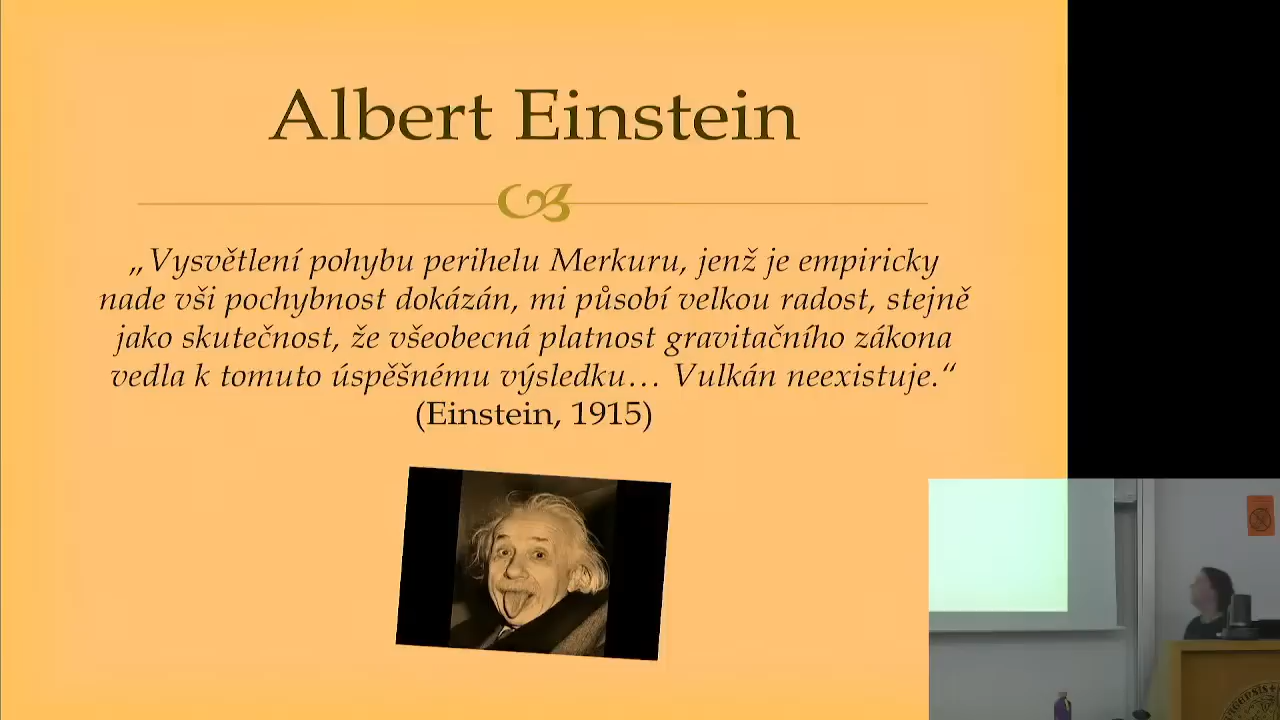 Albert Einstein
„Vysvětlení pohybu perihelu Merkuru, jenž je empiricky
nade vši pochybnost dokázán, mi působí velkou radost, stejně
jako skutečnost, že všeobecná platnost gravitačního zákona
vedla k tomuto úspěšnému výsledku… Vulkán neexistuje.“
(Einstein, 1915)